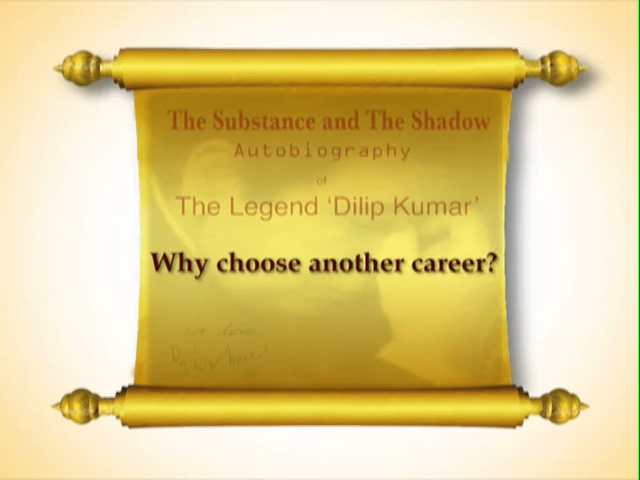 The Substance and The Shadow
Autobiography
of
The Legend ‘Dilip Kumar’
Why choose another career?